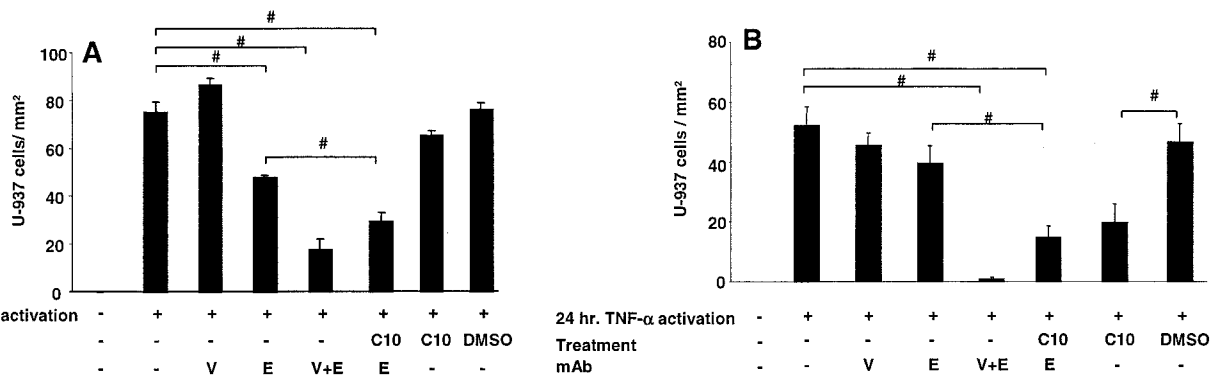 A
U-937 cells/ mm²
100
80
60
40
20
0
#
#
#
#
activation - + + + + + + +
- - - - - C10 C10 DMSO
- - V E V+E E - -
B
U-937 cells / mm²
80
60
40
20
0
#
#
#
#
24 hr. TNF-α activation - + + + + + + +
Treatment - - - - - C10 C10 DMSO
mAb - - V E V+E E - -